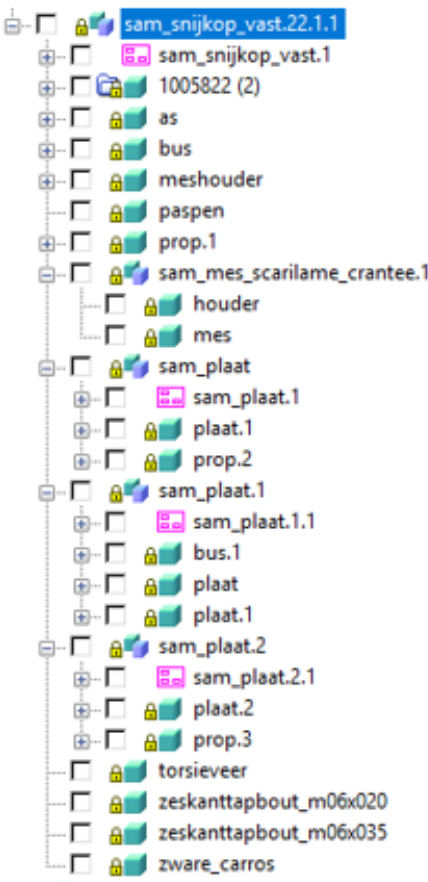 sam_snijkop_vast.22.1.1
sam_snijkop_vast.1
1005822 (2)
as
bus
meshouder
paspen
prop.1
sam_mes_scarilame_crantee.1
houder
mes
sam_plaat
sam_plaat.1
plaat.1
prop.2
sam_plaat.1
sam_plaat.1.1
bus.1
plaat
plaat.1
sam_plaat.2
sam_plaat.2.1
plaat.2
prop.3
torsieveer
zeskanttapbout_m06x020
zeskanttapbout_m06x035
zware_carros